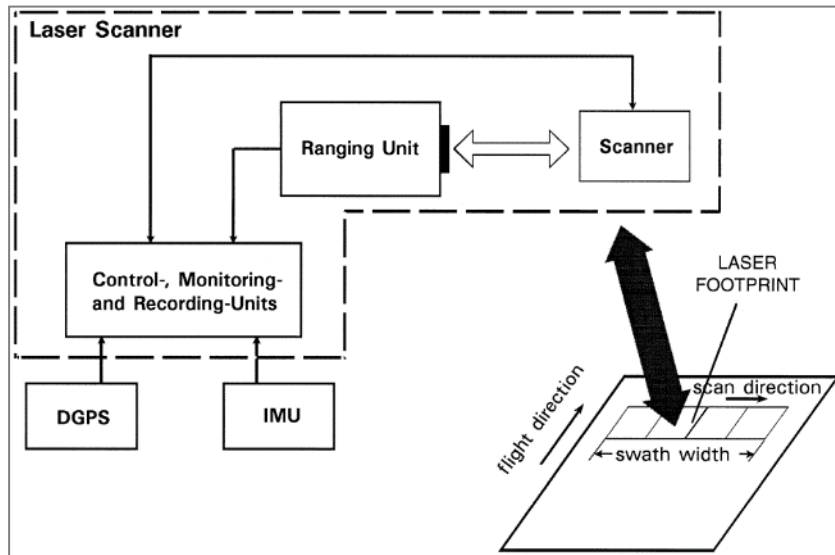 Laser Scanner
Ranging Unit
Scanner
Control-, Monitoring-
and Recording-Units
DGPS
IMU
LASER
FOOTPRINT
flight direction
scan direction
swath width